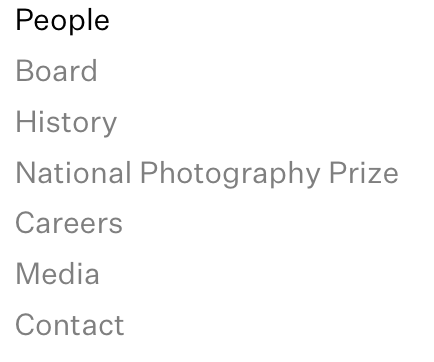 People
Board
History
National Photography Prize
Careers
Media
Contact